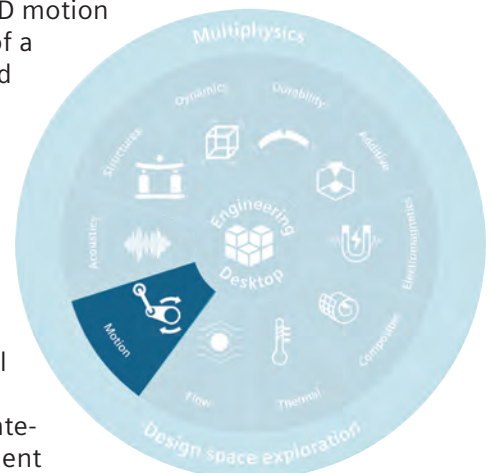 D motion
of a
d
l
nte-
ent
Multiphysics
Dynamics
Durability
Structures
Additive
Acoustics
Engineering
Desktop
Electromagnetics
Motion
Composites
Flow
Thermal
Design space exploration